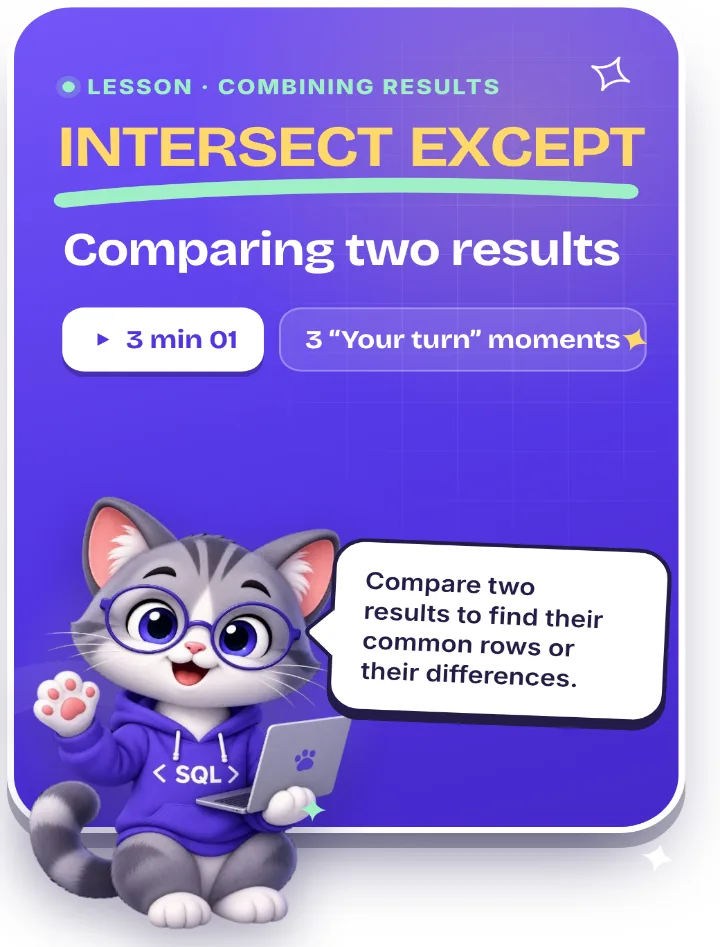 LESSON · COMBINING RESULTS
INTERSECT EXCEPT
Comparing two results
3 min 01
3 “Your turn” moments
Compare two
results to find their
common rows or
their differences.
< SQL >